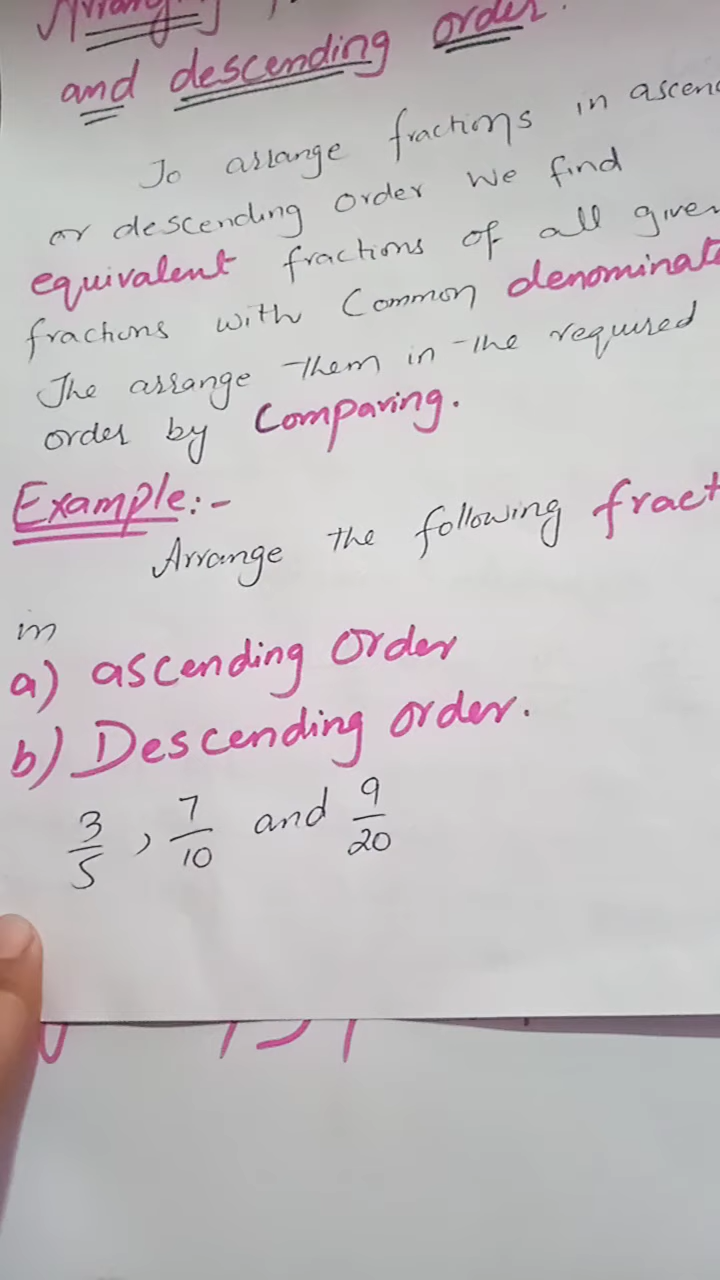 Arranging
and descending order.
To arrange fractions in ascen
or descending order we find
equivalent fractions of all given
fractions with Common denominat
The arrange them in the required
order by Comparing.
Example:-
Arrange the following fract
in
a) ascending order
b) Descending order.
3/5 , 7/10 and 9/20